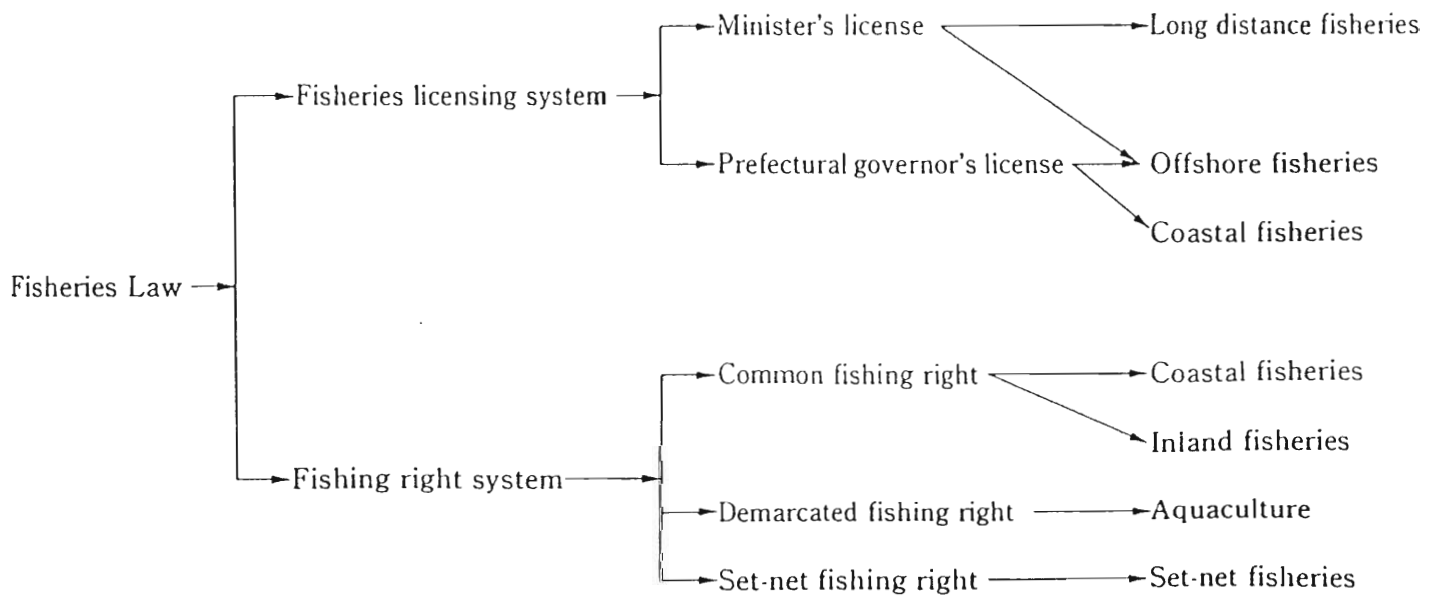 Minister's license
Long distance fisheries
Fisheries licensing system
Prefectural governor's license
Offshore fisheries
Coastal fisheries
Fisheries Law
Common fishing right
Coastal fisheries
Inland fisheries
Fishing right system
Demarcated fishing right
Aquaculture
Set-net fishing right
Set-net fisheries